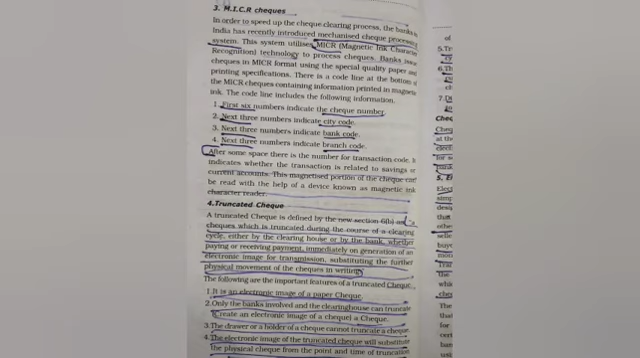 3. M.I.C.R cheques
In order to speed up the cheque clearing process, the banks in
India has recently introduced mechanised cheque processing
system. This system utilises MICR (Magnetic Ink Character
Recognition) technology to process cheques. Banks issue
cheques in MICR format using the special quality paper and
printing specifications. There is a code line at the bottom of
the MICR cheques containing information printed in magnetic
ink. The code line includes the following information.
1. First six numbers indicate the cheque number.
2. Next three numbers indicate city code.
3. Next three numbers indicate bank code.
4. Next three numbers indicate branch code.
After some space there is the number for transaction code. It
indicates whether the transaction is related to savings or
current accounts. This magnetised portion of the cheque can
be read with the help of a device known as magnetic ink
character reader.
4. Truncated Cheque
A truncated Cheque is defined by the new section 6(b) as
cheques which is truncated during the course of a clearing
cycle, either by the clearing house or by the bank, whether
paying or receiving payment, immediately on generation of an
electronic image for transmission, substituting the further
physical movement of the cheques in writing
The following are the important features of a truncated Cheque.
1.It is an electronic image of a paper Cheque.
2.Only the banks involved and the clearinghouse can truncate
(Create an electronic image of a cheque) a Cheque.
3.The drawer or a holder of a cheque cannot truncate a cheque.
4.The electronic image of the truncated cheque will substitute
the physical cheque from the point and time of truncation